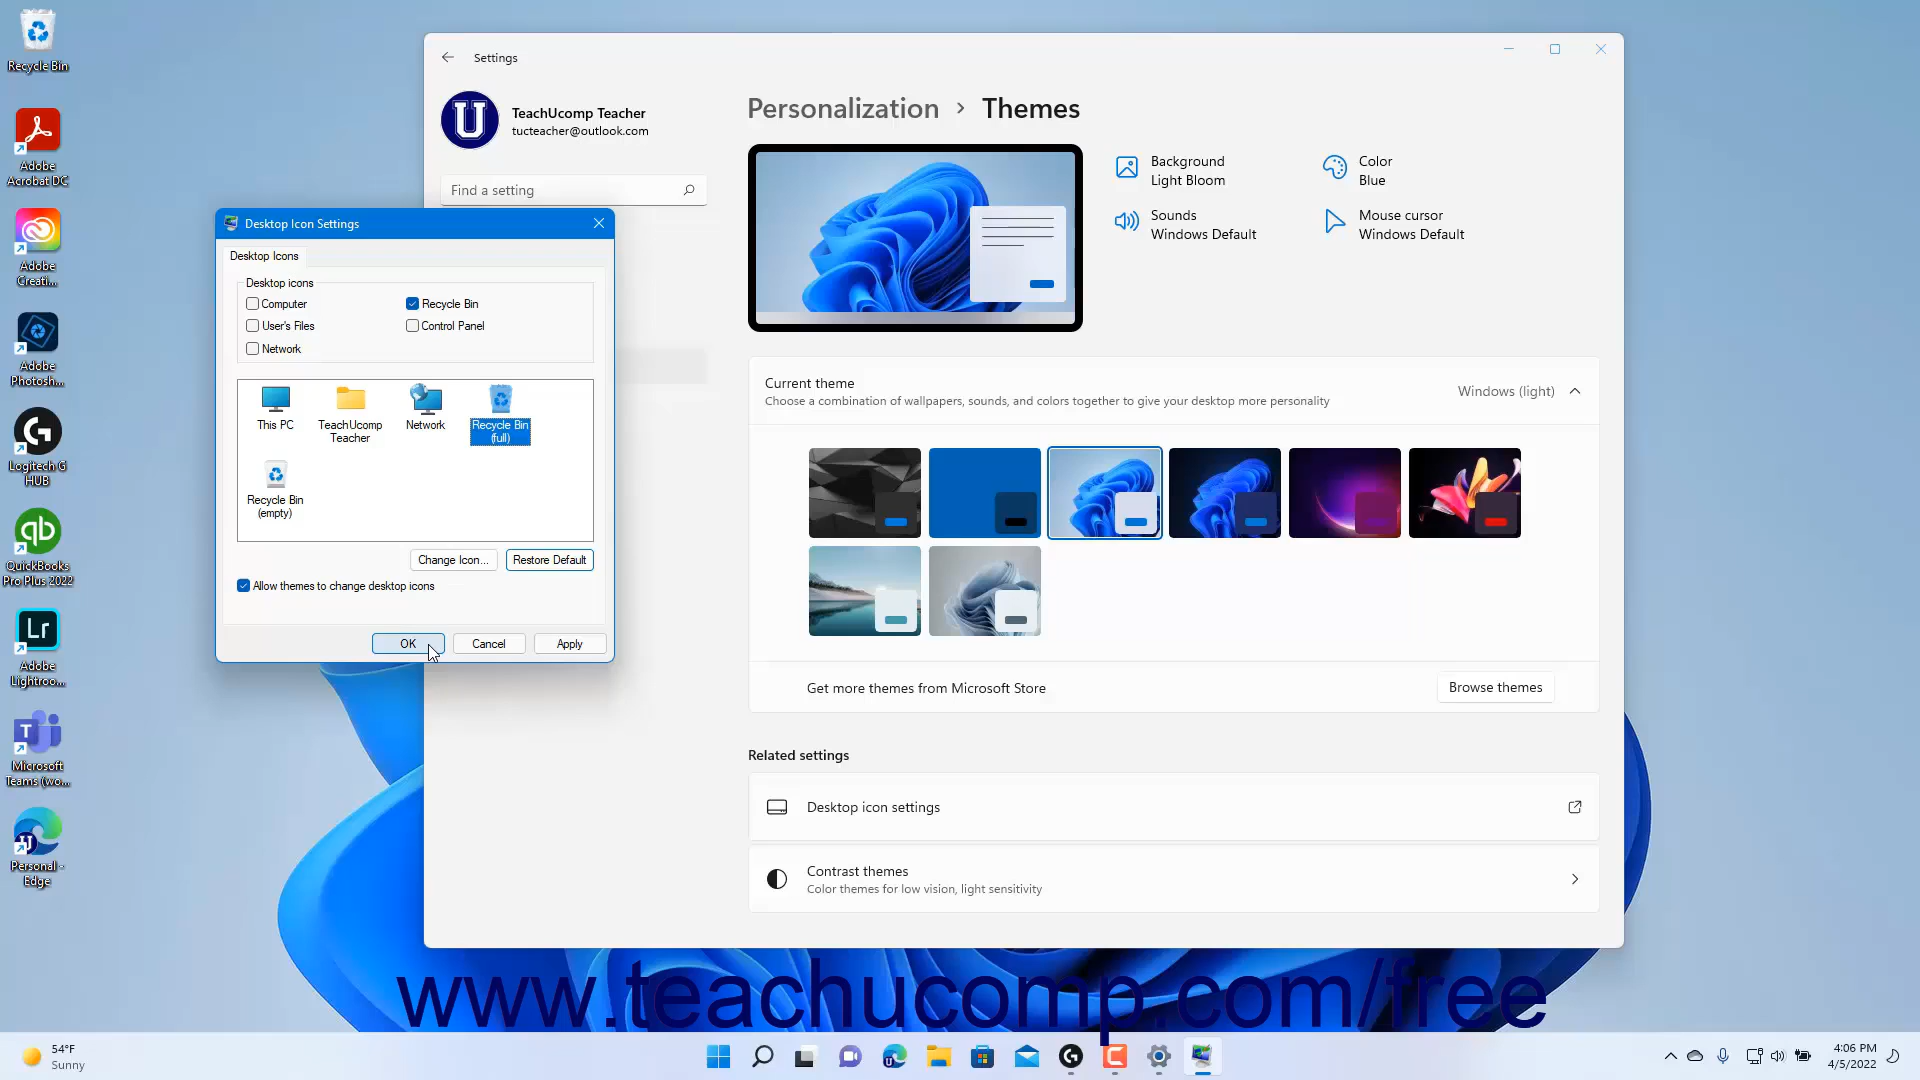 Recycle Bin
Adobe
Acrobat DC
Adobe
Creati...
Adobe
Photosh...
Logitech G
HUB
QuickBooks
Pro Plus 2022
Lr
Adobe
Lightroo...
Microsoft
Teams (wo...
Personal -
Edge
Settings
TeachUcomp Teacher
tucteacher@outlook.com
Find a setting
Personalization > Themes
Background
Light Bloom
Color
Blue
Sounds
Windows Default
Mouse cursor
Windows Default
Current theme
Choose a combination of wallpapers, sounds, and colors together to give your desktop more personality
Windows (light)
Get more themes from Microsoft Store
Browse themes
Related settings
Desktop icon settings
Contrast themes
Color themes for low vision, light sensitivity
Desktop Icon Settings
Desktop Icons
Desktop icons
Computer
Recycle Bin
User's Files
Control Panel
Network
This PC
TeachUcomp
Teacher
Network
Recycle Bin
(full)
Recycle Bin
(empty)
Change Icon...
Restore Default
Allow themes to change desktop icons
OK
Cancel
Apply
www.teachucomp.com/free
54°F
Sunny
4:06 PM
4/5/2022